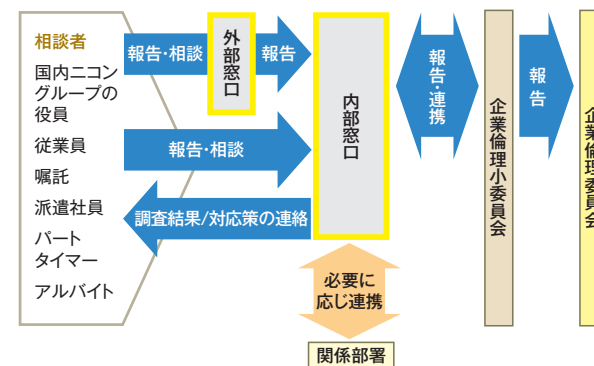 相談者
国内ニコン
グループの
役員
従業員
嘱託
派遣社員
パート
タイマー
アルバイト
報告・相談
外部窓口
報告
報告・相談
調査結果/対応策の連絡
内部窓口
報告・連携
企業倫理小委員会
報告
企業倫理委員会
必要に
応じ連携
関係部署